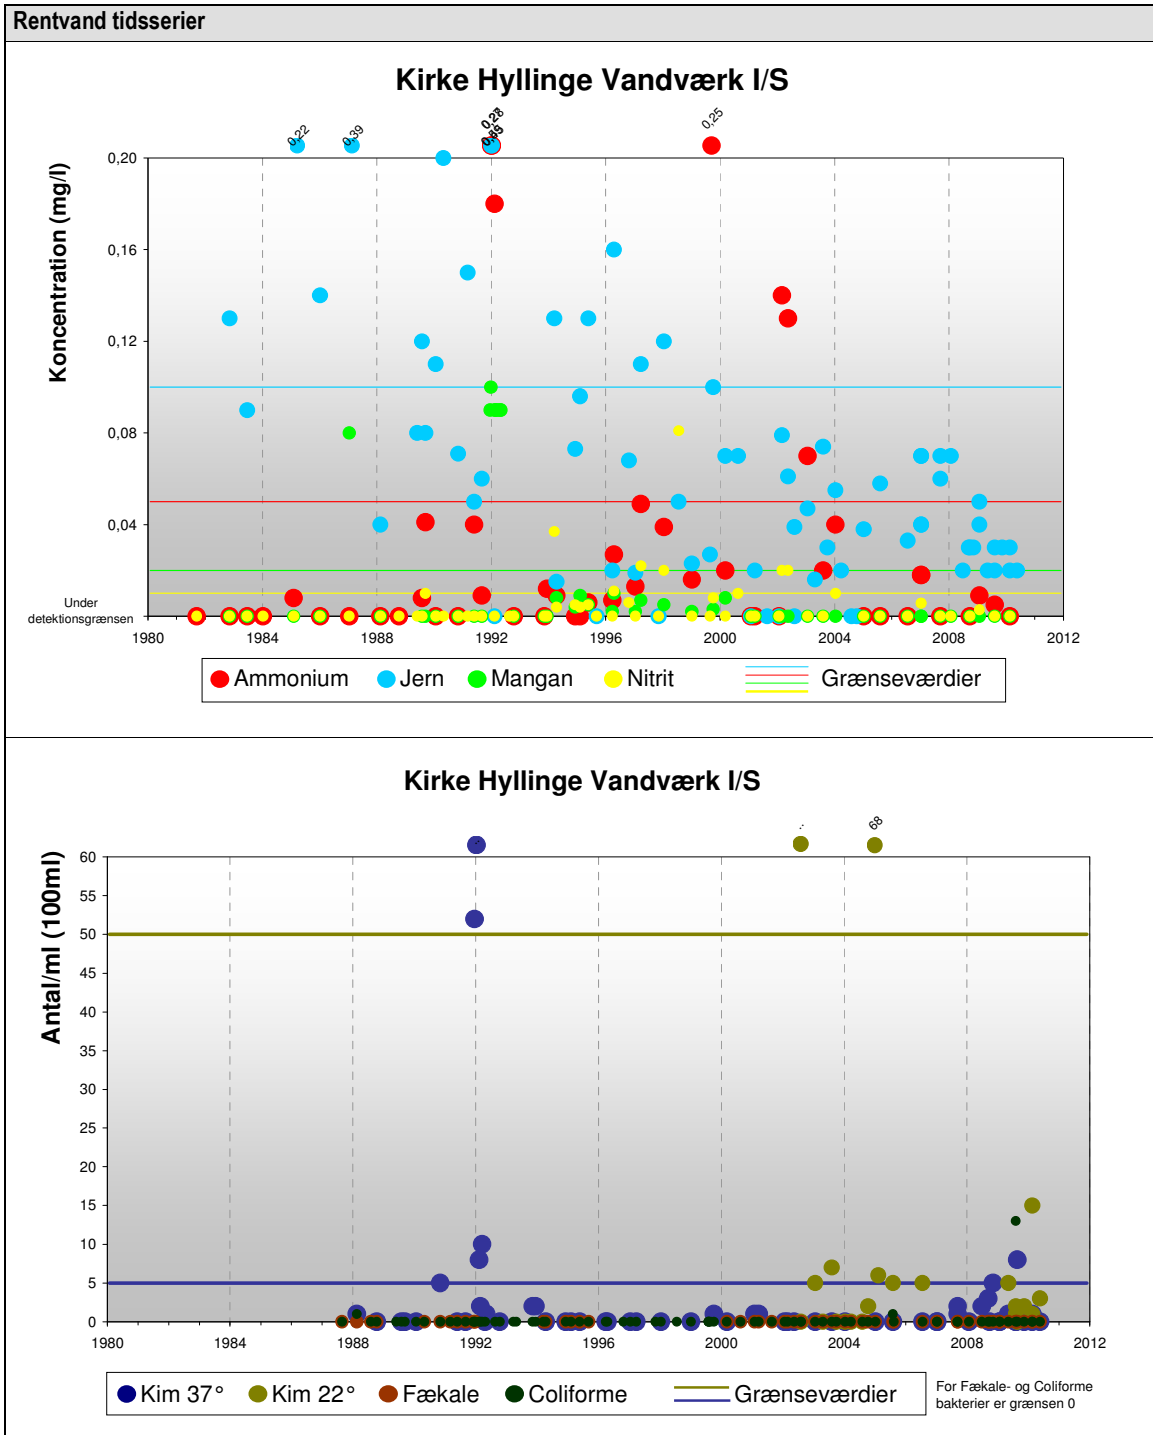 Rentvand tidsserier
Kirke Hyllinge Vandværk I/S
0,22
0,39
0,25
0,20
0,16
0,12
0,08
0,04
Under
detektionsgrænsen
Koncentration (mg/l)
1980 1984 1988 1992 1996 2000 2004 2008 2012
Ammonium Jern Mangan Nitrit Grænseværdier
Kirke Hyllinge Vandværk I/S
68
60
55
50
45
40
35
30
25
20
15
10
5
0
Antal/ml (100ml)
1980 1984 1988 1992 1996 2000 2004 2008 2012
Kim 37° Kim 22° Fækale Coliforme Grænseværdier
For Fækale- og Coliforme
bakterier er grænsen 0